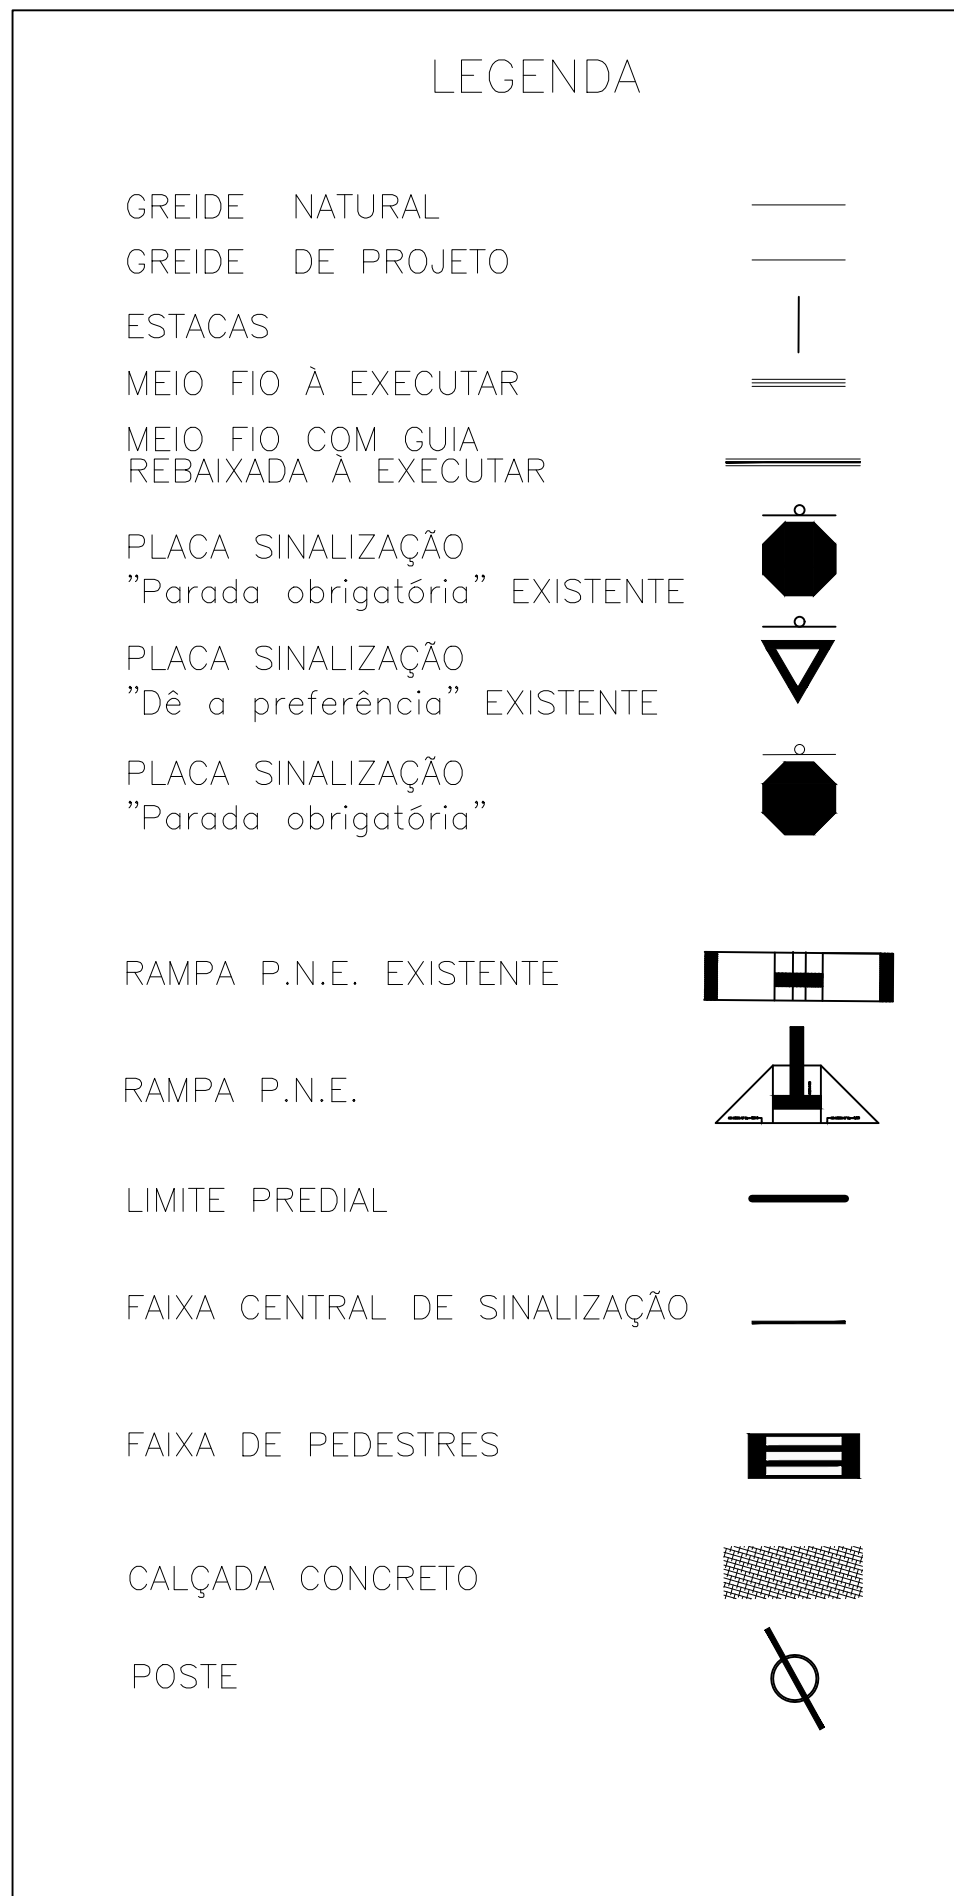 LEGENDA
GREIDE NATURAL
GREIDE DE PROJETO
ESTACAS
MEIO FIO À EXECUTAR
MEIO FIO COM GUIA
REBAIXADA À EXECUTAR
PLACA SINALIZAÇÃO
"Parada obrigatória" EXISTENTE
PLACA SINALIZAÇÃO
"Dê a preferência" EXISTENTE
PLACA SINALIZAÇÃO
"Parada obrigatória"
RAMPA P.N.E. EXISTENTE
RAMPA P.N.E.
LIMITE PREDIAL
FAIXA CENTRAL DE SINALIZAÇÃO
FAIXA DE PEDESTRES
CALÇADA CONCRETO
POSTE